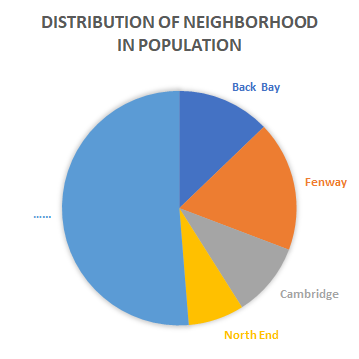 DISTRIBUTION OF NEIGHBORHOOD
IN POPULATION
Back Bay
Fenway
......
Cambridge
North End